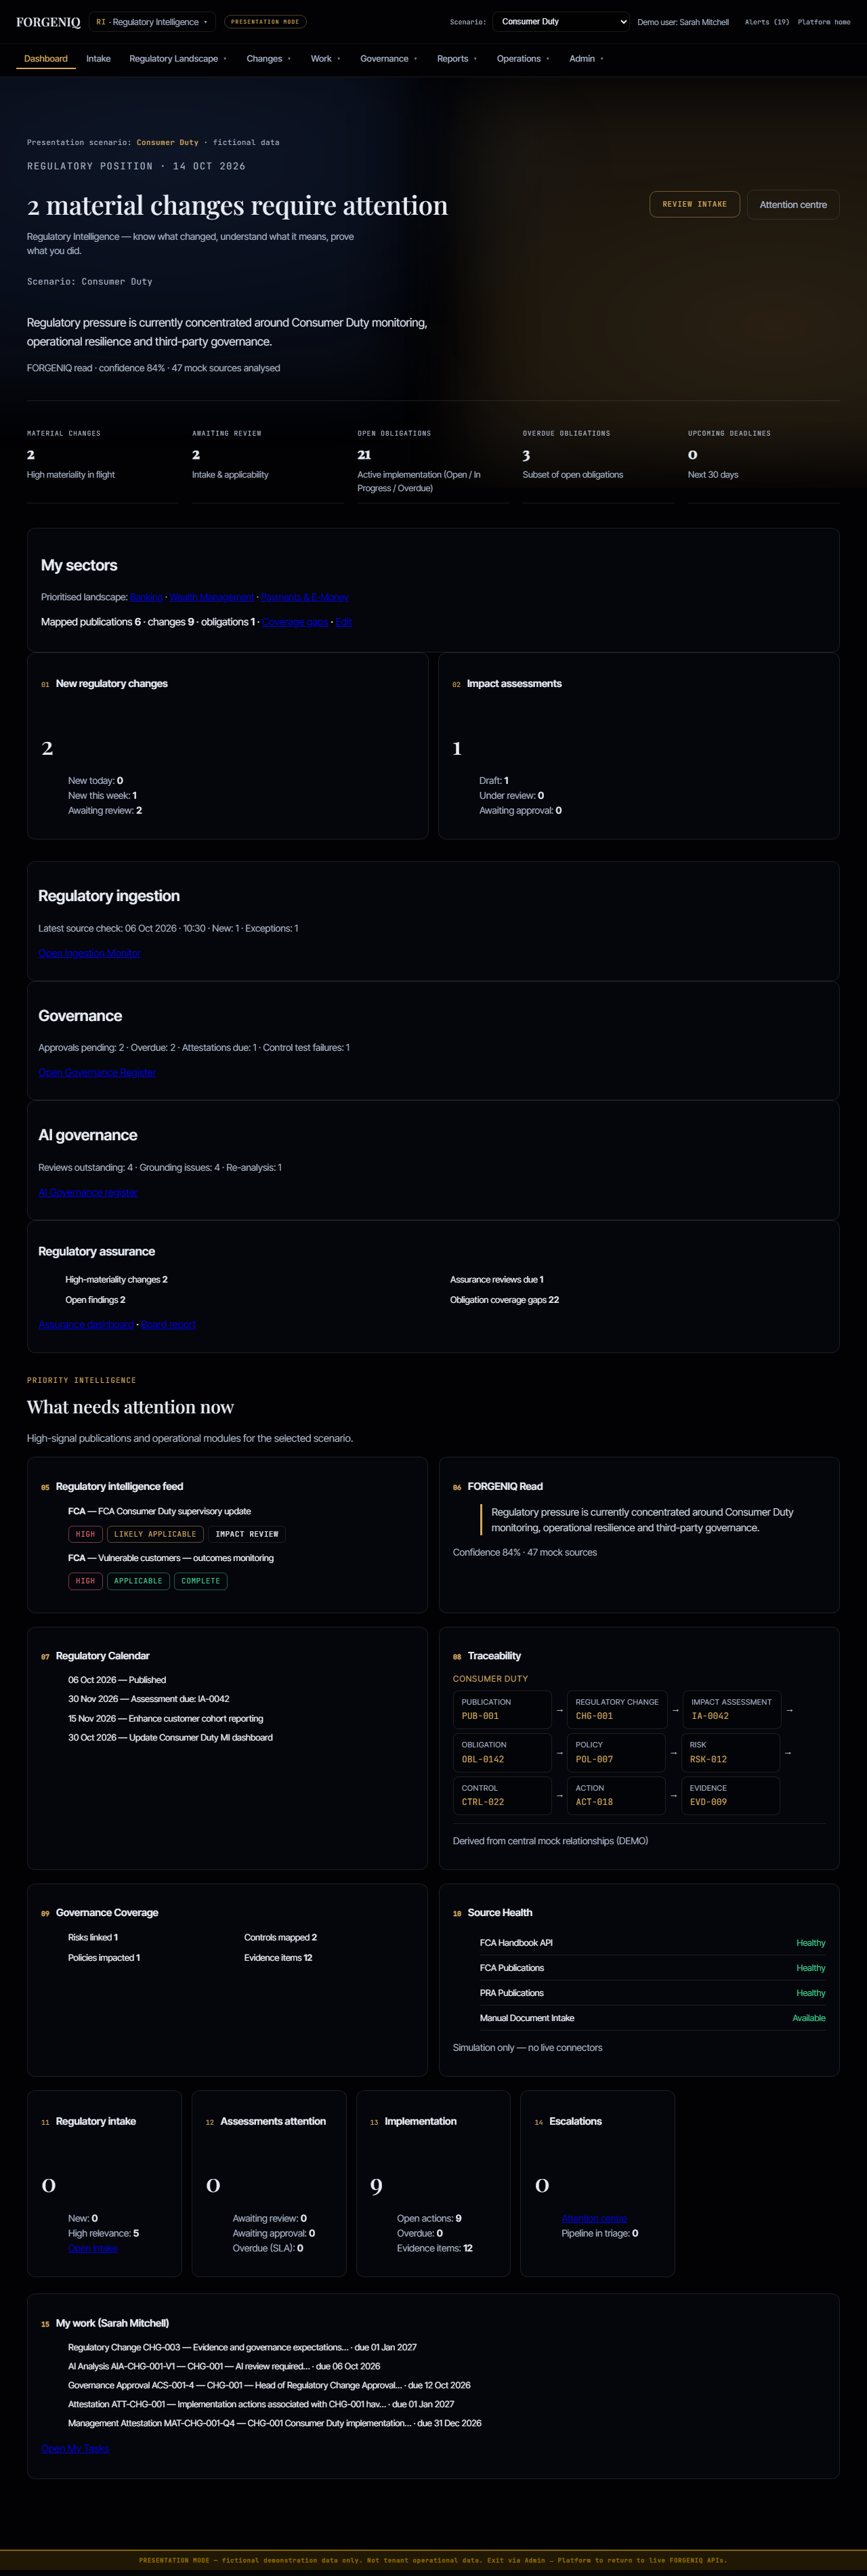 FORGENIQ
RI · Regulatory Intelligence
PRESENTATION MODE
Scenario: Consumer Duty
Demo user: Sarah Mitchell
Alerts (19)
Platform home
Dashboard
Intake
Regulatory Landscape
Changes
Work
Governance
Reports
Operations
Admin
Presentation scenario: Consumer Duty · fictional data
REGULATORY POSITION · 14 OCT 2026
2 material changes require attention
REVIEW INTAKE
Attention centre
Regulatory Intelligence — know what changed, understand what it means, prove
what you did.
Scenario: Consumer Duty
Regulatory pressure is currently concentrated around Consumer Duty monitoring,
operational resilience and third-party governance.
FORGENIQ read · confidence 84% · 47 mock sources analysed
MATERIAL CHANGES
2
High materiality in flight
AWAITING REVIEW
2
Intake & applicability
OPEN OBLIGATIONS
21
Active implementation (Open / In
Progress / Overdue)
OVERDUE OBLIGATIONS
3
Subset of open obligations
UPCOMING DEADLINES
0
Next 30 days
My sectors
Prioritised landscape: Banking · Wealth Management · Payments & E-Money
Mapped publications 6 · changes 9 · obligations 1 · Coverage gaps · Edit
01 New regulatory changes
2
New today: 0
New this week: 1
Awaiting review: 2
02 Impact assessments
1
Draft: 1
Under review: 0
Awaiting approval: 0
Regulatory ingestion
Latest source check: 06 Oct 2026 · 10:30 · New: 1 · Exceptions: 1
Open Ingestion Monitor
Governance
Approvals pending: 2 · Overdue: 2 · Attestations due: 1 · Control test failures: 1
Open Governance Register
AI governance
Reviews outstanding: 4 · Grounding issues: 4 · Re-analysis: 1
AI Governance register
Regulatory assurance
High-materiality changes 2
Assurance reviews due 1
Open findings 2
Obligation coverage gaps 22
Assurance dashboard · Board report
PRIORITY INTELLIGENCE
What needs attention now
High-signal publications and operational modules for the selected scenario.
05 Regulatory intelligence feed
FCA — FCA Consumer Duty supervisory update
HIGH LIKELY APPLICABLE IMPACT REVIEW
FCA — Vulnerable customers — outcomes monitoring
HIGH APPLICABLE COMPLETE
06 FORGENIQ Read
Regulatory pressure is currently concentrated around Consumer Duty
monitoring, operational resilience and third-party governance.
Confidence 84% · 47 mock sources
07 Regulatory Calendar
06 Oct 2026 — Published
30 Nov 2026 — Assessment due: IA-0042
15 Nov 2026 — Enhance customer cohort reporting
30 Oct 2026 — Update Consumer Duty MI dashboard
08 Traceability
CONSUMER DUTY
PUBLICATION
PUB-001
→
REGULATORY CHANGE
CHG-001
→
IMPACT ASSESSMENT
IA-0042
→
OBLIGATION
OBL-0142
→
POLICY
POL-007
→
RISK
RSK-012
→
CONTROL
CTRL-022
→
ACTION
ACT-018
→
EVIDENCE
EVD-009
Derived from central mock relationships (DEMO)
09 Governance Coverage
Risks linked 1
Controls mapped 2
Policies impacted 1
Evidence items 12
10 Source Health
FCA Handbook API Healthy
FCA Publications Healthy
PRA Publications Healthy
Manual Document Intake Available
Simulation only — no live connectors
11 Regulatory intake
0
New: 0
High relevance: 5
Open intake
12 Assessments attention
0
Awaiting review: 0
Awaiting approval: 0
Overdue (SLA): 0
13 Implementation
9
Open actions: 9
Overdue: 0
Evidence items: 12
14 Escalations
0
Attention centre
Pipeline in triage: 0
15 My work (Sarah Mitchell)
Regulatory Change CHG-003 — Evidence and governance expectations… · due 01 Jan 2027
AI Analysis AIA-CHG-001-V1 — CHG-001 — AI review required… · due 06 Oct 2026
Governance Approval ACS-001-4 — CHG-001 — Head of Regulatory Change Approval… · due 12 Oct 2026
Attestation ATT-CHG-001 — Implementation actions associated with CHG-001 hav… · due 01 Jan 2027
Management Attestation MAT-CHG-001-Q4 — CHG-001 Consumer Duty implementation… · due 31 Dec 2026
Open My Tasks
PRESENTATION MODE — fictional demonstration data only. Not tenant operational data. Exit via Admin → Platform to return to live FORGENIQ APIs.